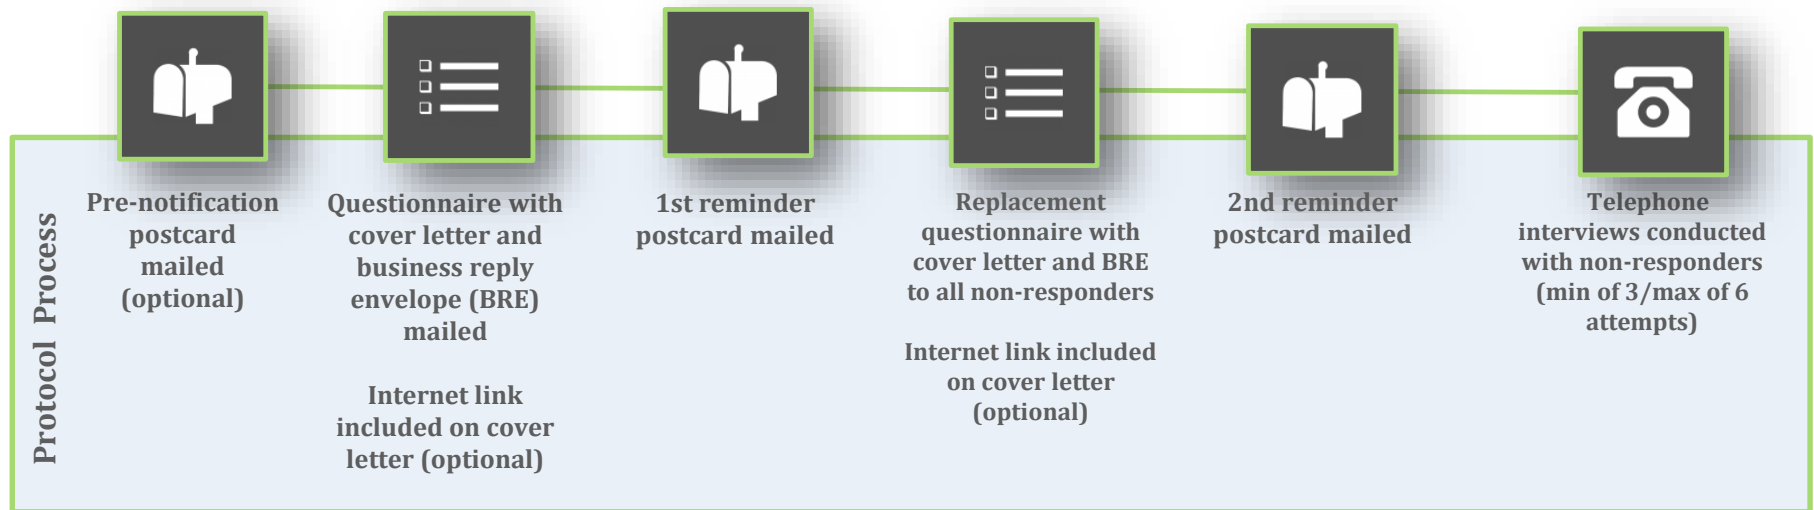 Protocol Process
Pre-notification
postcard
mailed
(optional)
Questionnaire with
cover letter and
business reply
envelope (BRE)
mailed
Internet link
included on cover
letter (optional)
1st reminder
postcard mailed
Replacement
questionnaire with
cover letter and BRE
to all non-responders
Internet link included
on cover letter
(optional)
2nd reminder
postcard mailed
Telephone
interviews conducted
with non-responders
(min of 3/max of 6
attempts)